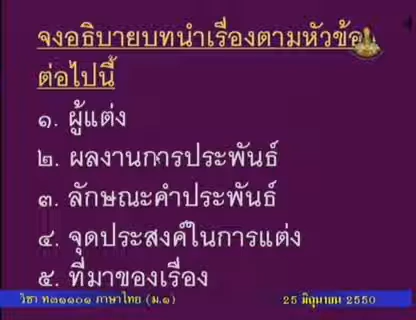 จงอธิบายบทนำเรื่องตามหัวข้อ
ต่อไปนี้
๑. ผู้แต่ง
๒. ผลงานการประพันธ์
๓. ลักษณะคำประพันธ์
๔. จุดประสงค์ในการแต่ง
๕. ที่มาของเรื่อง
วิชา ท๓๑๑๐๑ ภาษาไทย (ม.๑) 25 มิถุนายน 2550